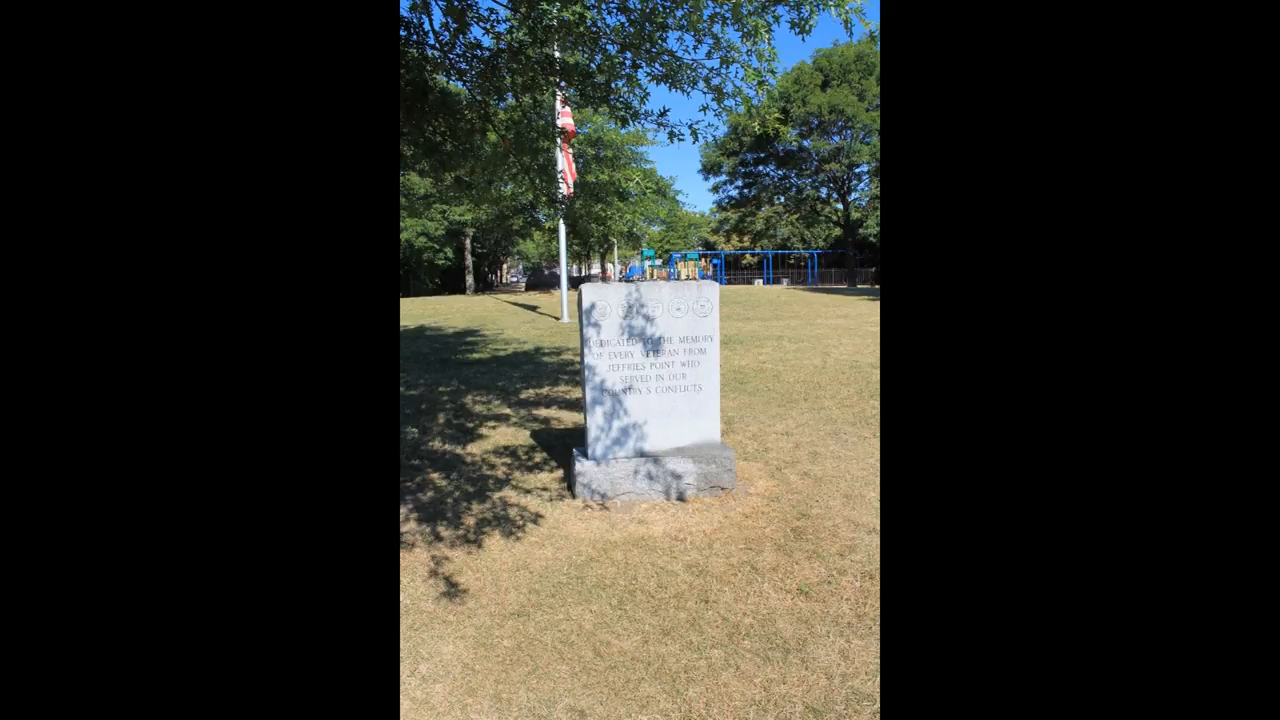 DEDICATED TO THE MEMORY
OF EVERY VETERAN FROM
JEFFRIES POINT WHO
SERVED IN OUR
COUNTRY'S CONFLICTS